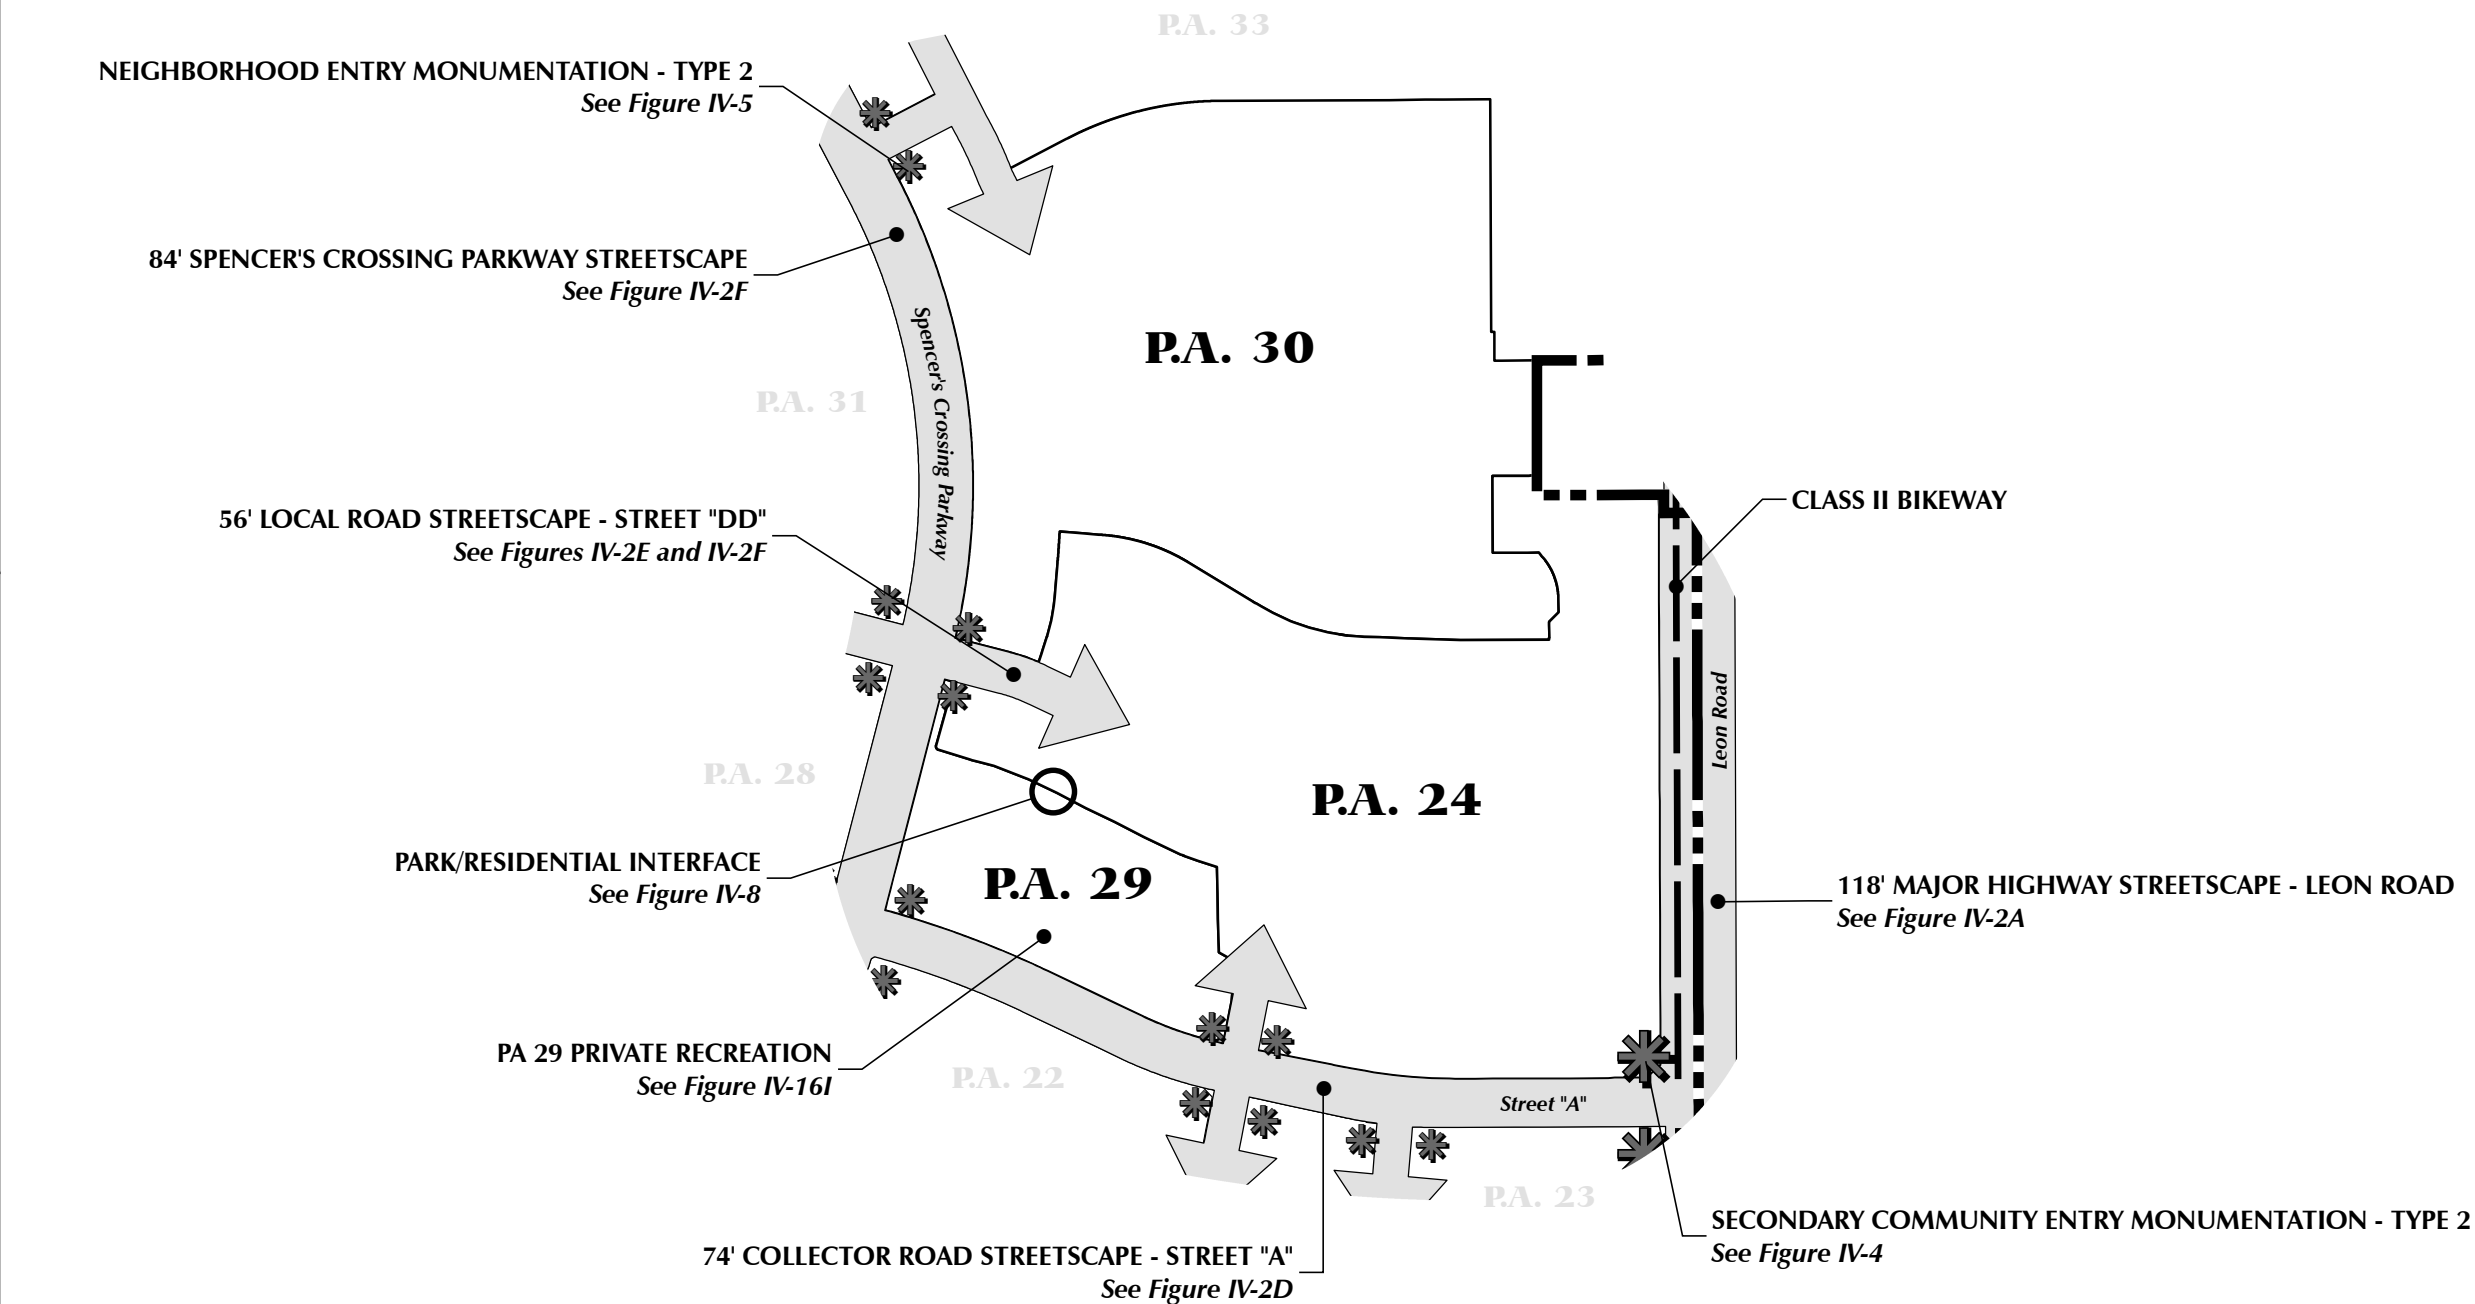 P.A. 33
NEIGHBORHOOD ENTRY MONUMENTATION - TYPE 2
See Figure IV-5
84' SPENCER'S CROSSING PARKWAY STREETSCAPE
See Figure IV-2F
Spencer's Crossing Parkway
P.A. 30
P.A. 31
56' LOCAL ROAD STREETSCAPE - STREET "DD"
See Figures IV-2E and IV-2F
CLASS II BIKEWAY
Leon Road
P.A. 28
P.A. 24
PARK/RESIDENTIAL INTERFACE
See Figure IV-8
P.A. 29
118' MAJOR HIGHWAY STREETSCAPE - LEON ROAD
See Figure IV-2A
PA 29 PRIVATE RECREATION
See Figure IV-16I
P.A. 22
Street "A"
P.A. 23
SECONDARY COMMUNITY ENTRY MONUMENTATION - TYPE 2
See Figure IV-4
74' COLLECTOR ROAD STREETSCAPE - STREET "A"
See Figure IV-2D